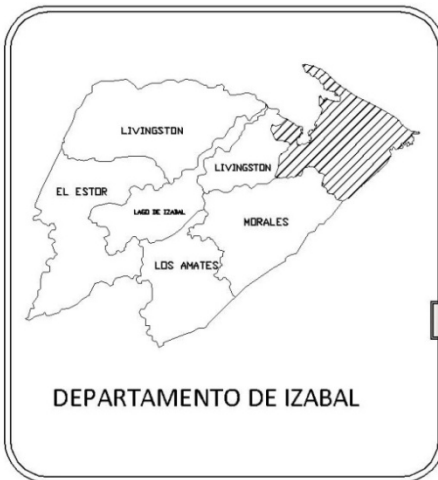 LIVINGSTON
LIVINGSTON
EL ESTOR
LAGO DE IZABAL
MORALES
LOS AMATES
DEPARTAMENTO DE IZABAL